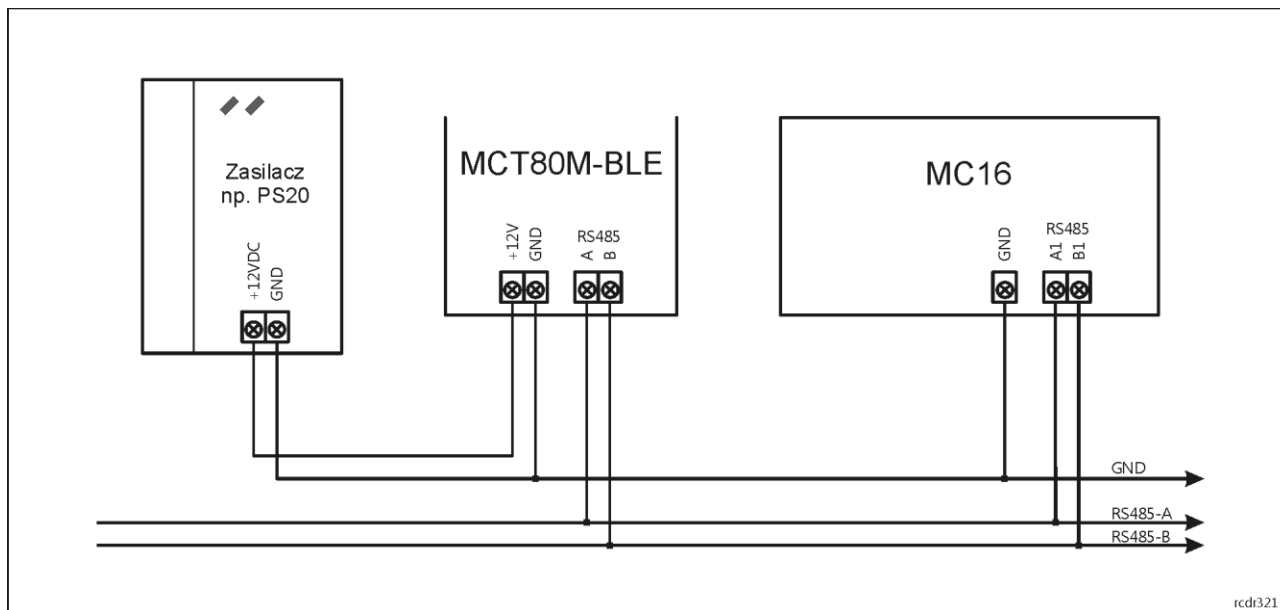 Zasilacz
np. PS20
+12VDC
GND
MCT80M-BLE
+12V
GND
RS485
A
B
MC16
GND
RS485
A1
B1
GND
RS485-A
RS485-B
rcdr321